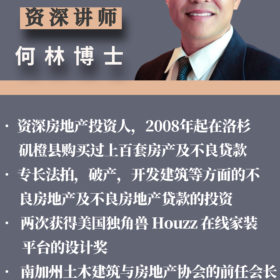 资深讲师
何林博士
· 资深房地产投资人，2008年起在洛杉
矶橙县购买过上百套房产及不良贷款
· 专长法拍，破产，开发建筑等方面的不
良房地产及不良房地产贷款的投资
· 两次获得美国独角兽 Houzz 在线家装
平台的设计奖
· 南加州土木建筑与房地产协会的前任会长